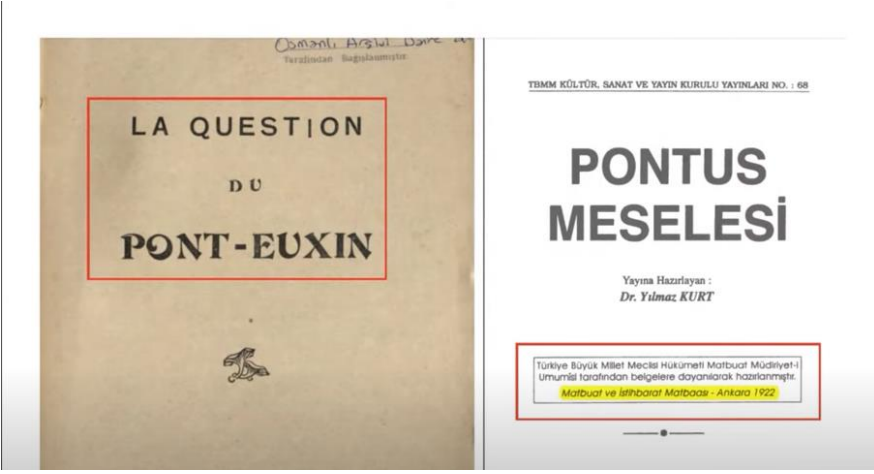 Osmanlı Arşivi Daire
Tarafından Bağışlanmıştır.
LA QUESTION
DU
PONT-EUXIN
TBMM KÜLTÜR, SANAT VE YAYIN KURULU YAYINLARI NO. : 68
PONTUS
MESELESİ
Yayına Hazırlayan :
Dr. Yılmaz KURT
Türkiye Büyük Millet Meclisi Hükümeti Matbuat Müdiriyet-i
Umumîsi tarafından belgelere dayanılarak hazırlanmıştır.
Matbuat ve İstihbarat Matbaası - Ankara 1922